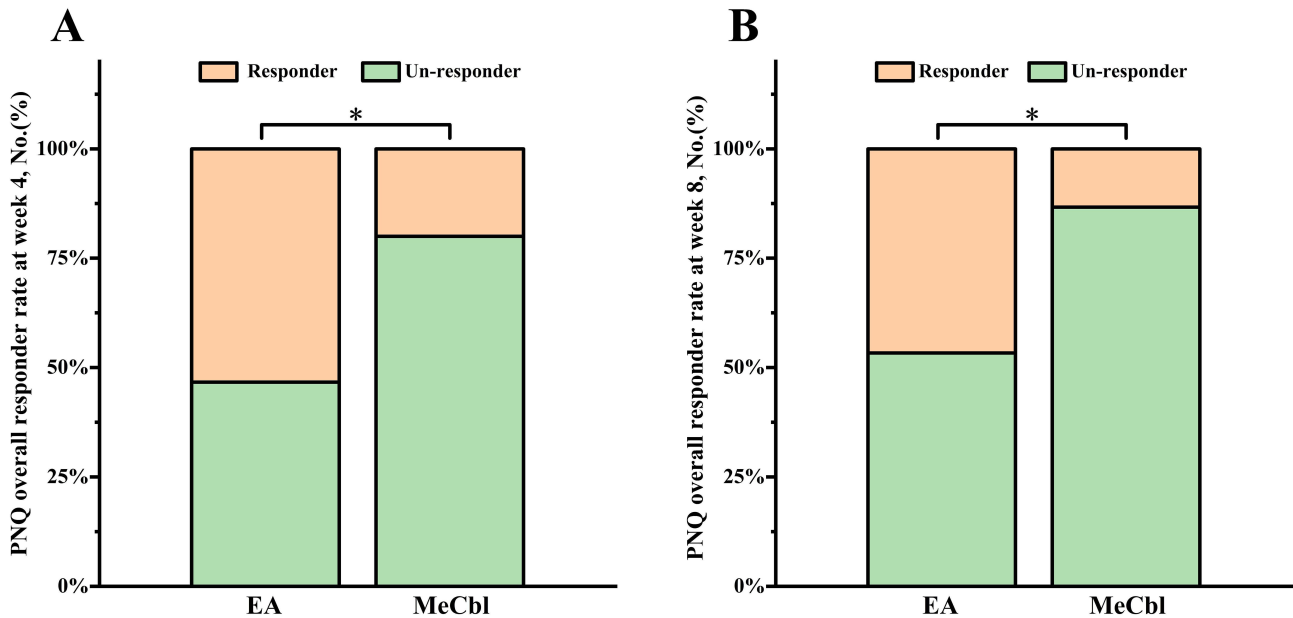 A
Responder
Un-responder
*
PNQ overall responder rate at week 4, No.(%)
100%
75%
50%
25%
0%
EA
MeCbl
B
Responder
Un-responder
*
PNQ overall responder rate at week 8, No.(%)
100%
75%
50%
25%
0%
EA
MeCbl